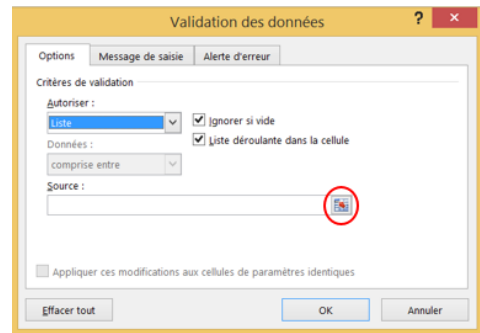 Validation des données
? ×
Options Message de saisie Alerte d'erreur
Critères de validation
Autoriser :
Liste
Ignorer si vide
Données :
Liste déroulante dans la cellule
comprise entre
Source :
Appliquer ces modifications aux cellules de paramètres identiques
Effacer tout OK Annuler